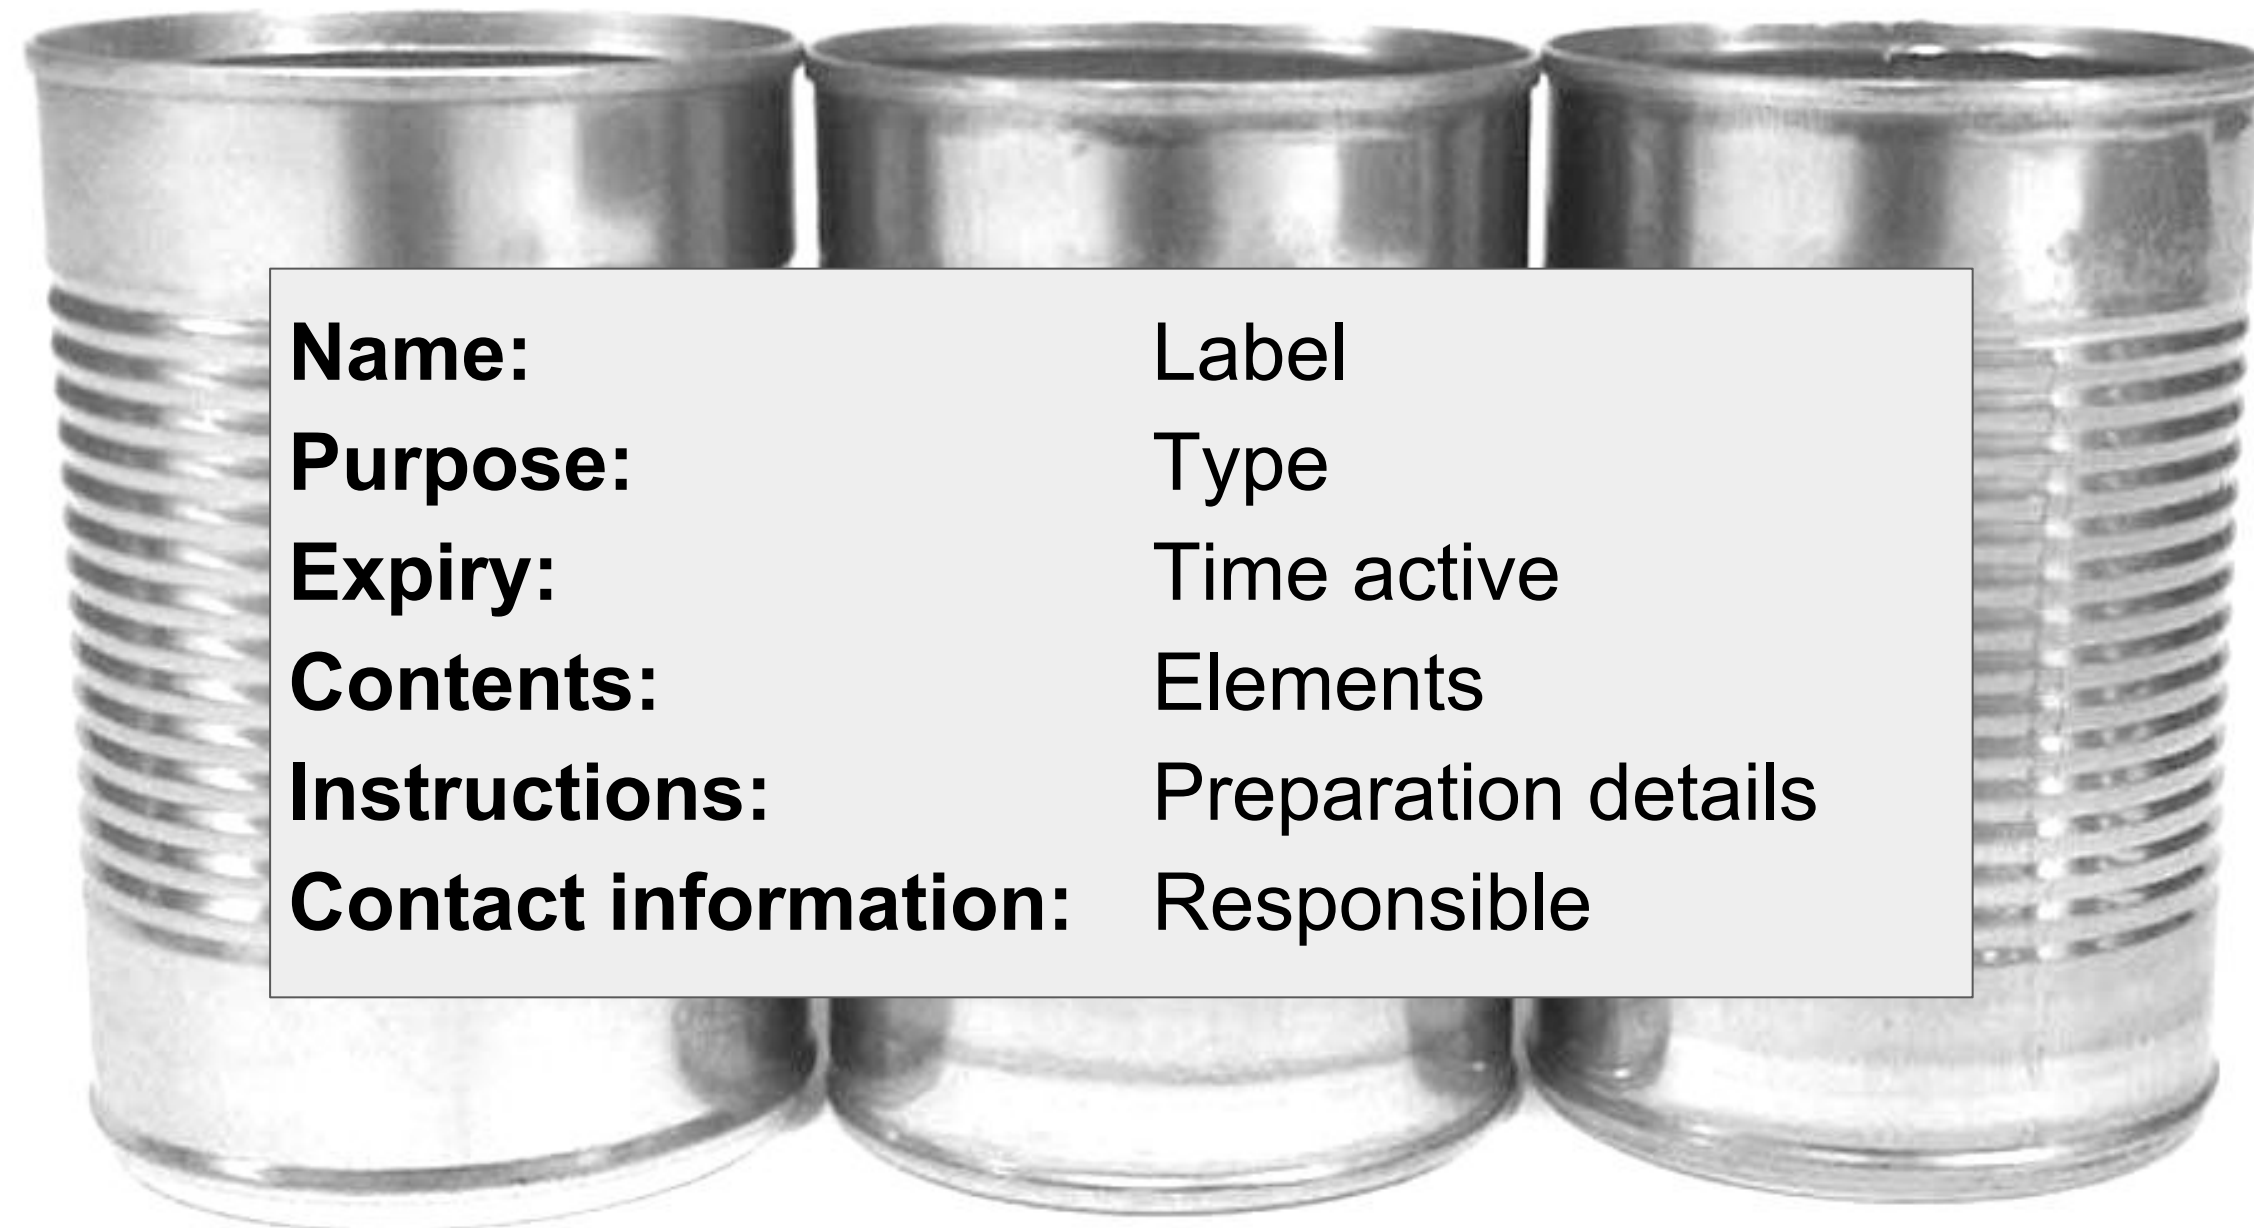 Name: Label
Purpose: Type
Expiry: Time active
Contents: Elements
Instructions: Preparation details
Contact information: Responsible